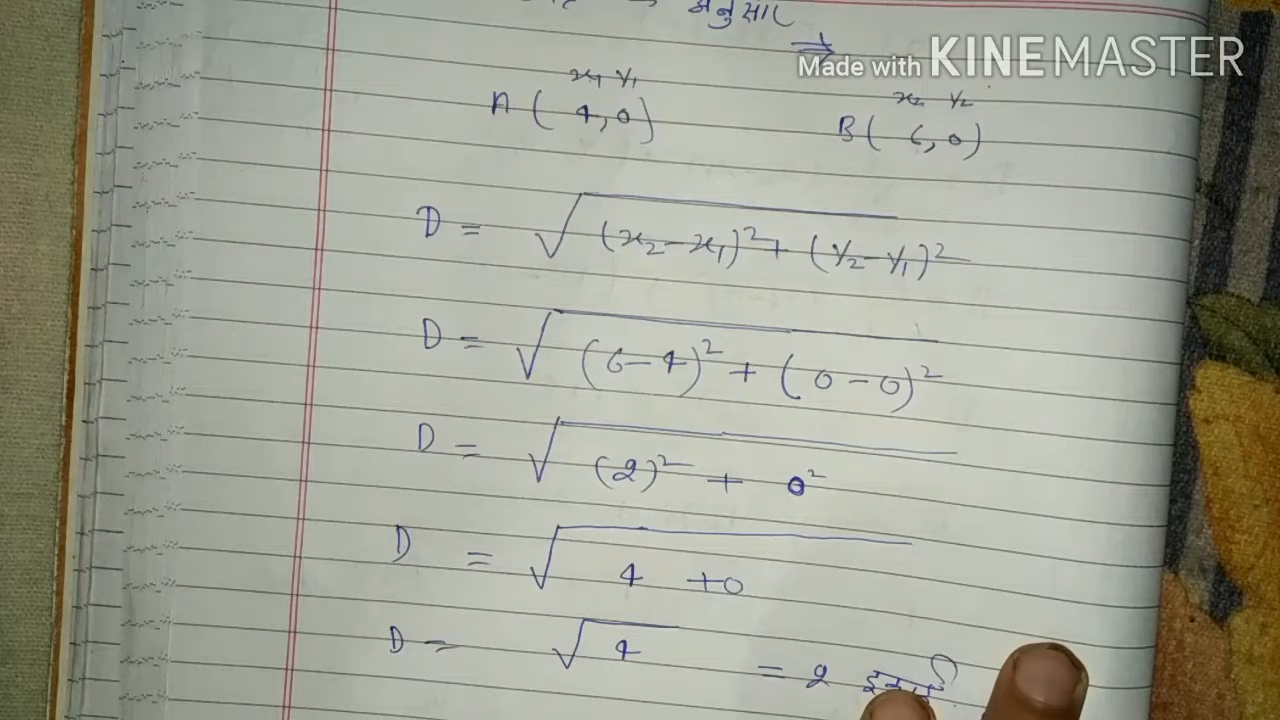 अनुसार
⇒
Made with KINEMASTER
x₁ y₁
A ( 4, 0 )
x₂ y₂
B ( 6, 0 )
D = √(x₂ - x₁)² + (y₂ - y₁)²
D = √(6 - 4)² + (0 - 0)²
D = √(2)² + 0²
D = √4 + 0
D = √4 = 2